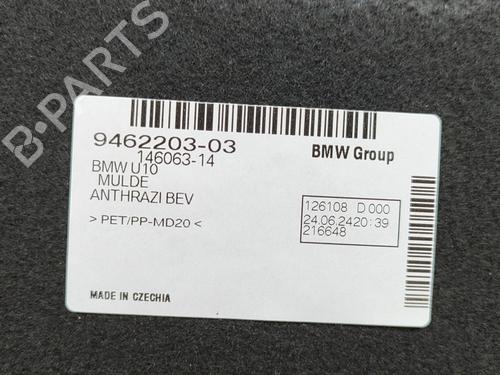 B-PARTS
9462203-03
BMW Group
146063-14
BMW U10
MULDE
ANTHRAZI BEV
> PET/PP-MD20 <
126108 D 000
24.06.2420:39
216648
MADE IN CZECHIA